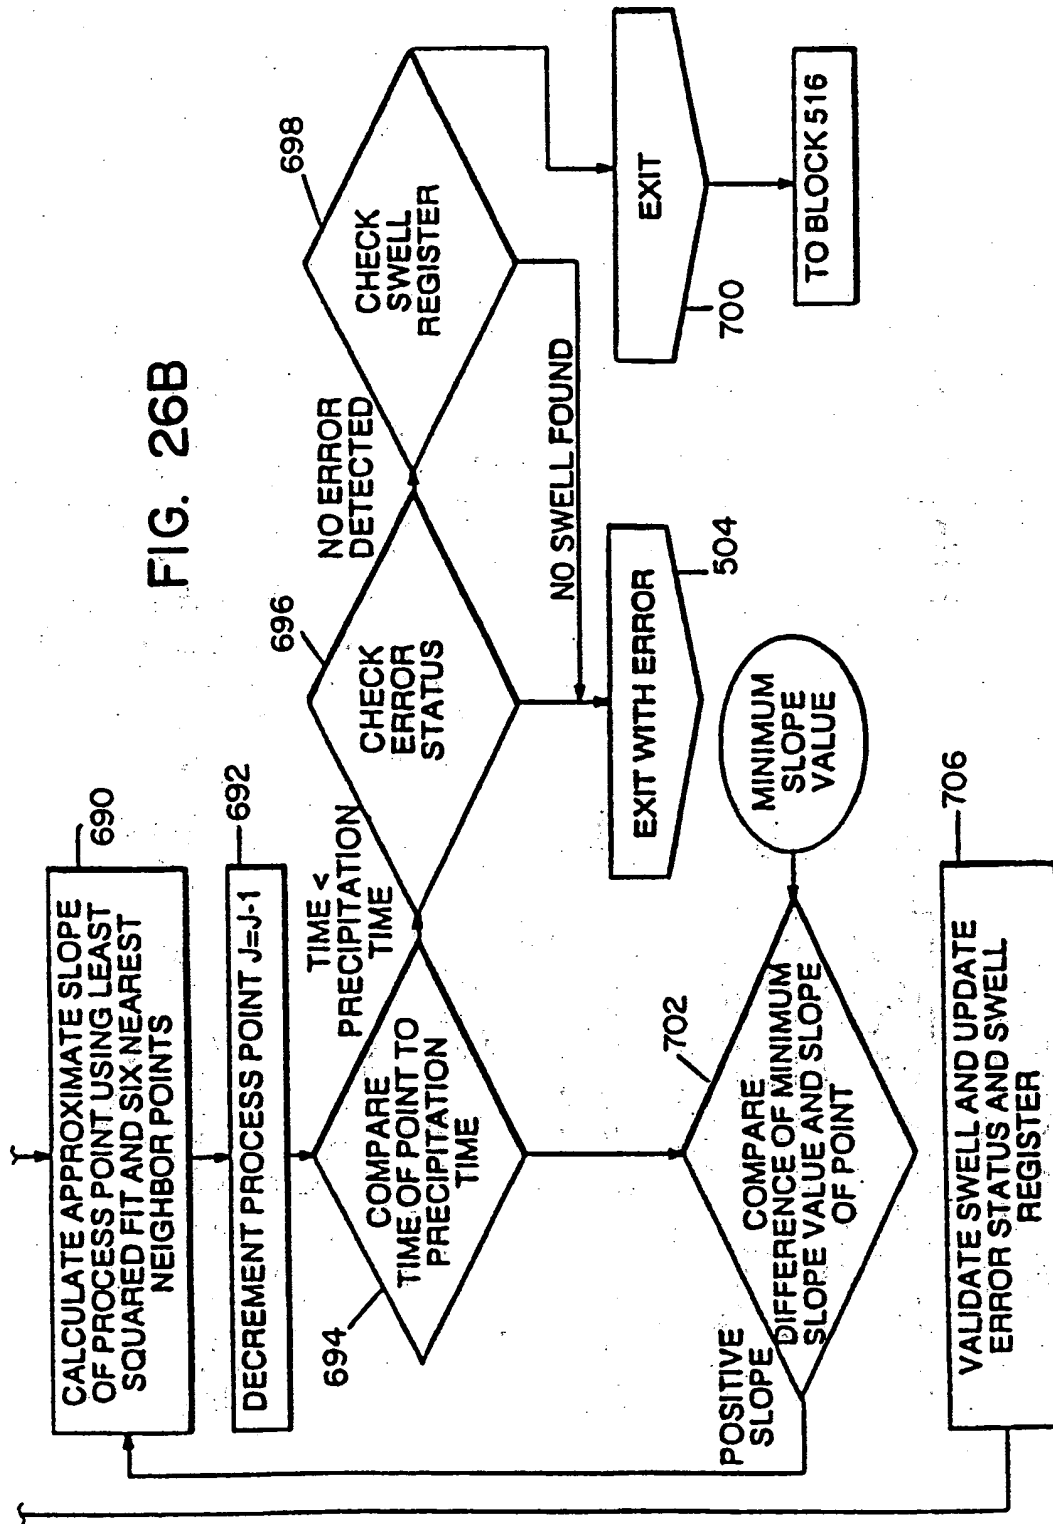 FIG. 26B
CALCULATE APPROXIMATE SLOPE
OF PROCESS POINT USING LEAST
SQUARED FIT AND SIX NEAREST
NEIGHBOR POINTS
690
DECREMENT PROCESS POINT J=J-1
692
COMPARE
TIME OF POINT TO
PRECIPITATION
TIME
694
TIME <
PRECIPITATION
TIME
CHECK
ERROR
STATUS
696
NO ERROR
DETECTED
CHECK
SWELL
REGISTER
698
NO SWELL FOUND
EXIT WITH ERROR
504
EXIT
700
TO BLOCK 516
COMPARE
DIFFERENCE OF MINIMUM
SLOPE VALUE AND SLOPE
OF POINT
702
POSITIVE
SLOPE
MINIMUM
SLOPE
VALUE
VALIDATE SWELL AND UPDATE
ERROR STATUS AND SWELL
REGISTER
706